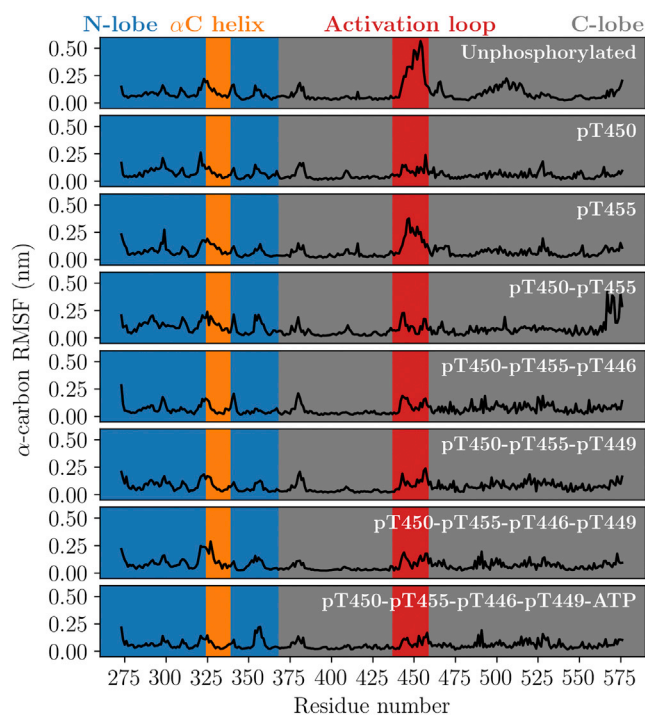 N-lobe αC helix Activation loop C-lobe
α-carbon RMSF (nm)
0.50 Unphosphorylated
0.25
0.00
0.50 pT450
0.25
0.00
0.50 pT455
0.25
0.00
0.50 pT450-pT455
0.25
0.00
0.50 pT450-pT455-pT446
0.25
0.00
0.50 pT450-pT455-pT449
0.25
0.00
0.50 pT450-pT455-pT446-pT449
0.25
0.00
0.50 pT450-pT455-pT446-pT449-ATP
0.25
0.00
275 300 325 350 375 400 425 450 475 500 525 550 575
Residue number